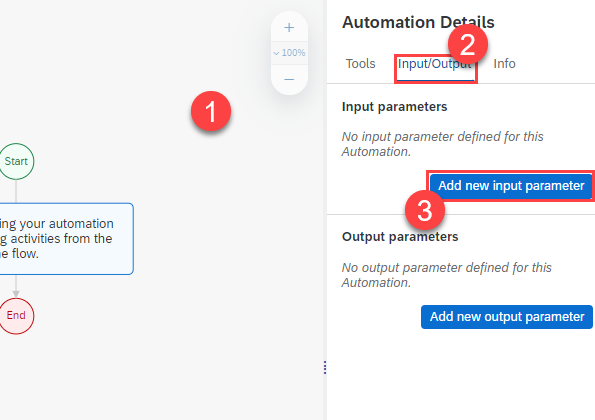 Automation Details
2
Tools
Input/Output
Info
+
100%
−
1
Input parameters
No input parameter defined for this
Automation.
Add new input parameter
3
Output parameters
No output parameter defined for this
Automation.
Add new output parameter
Start
ing your automation
g activities from the
e flow.
End